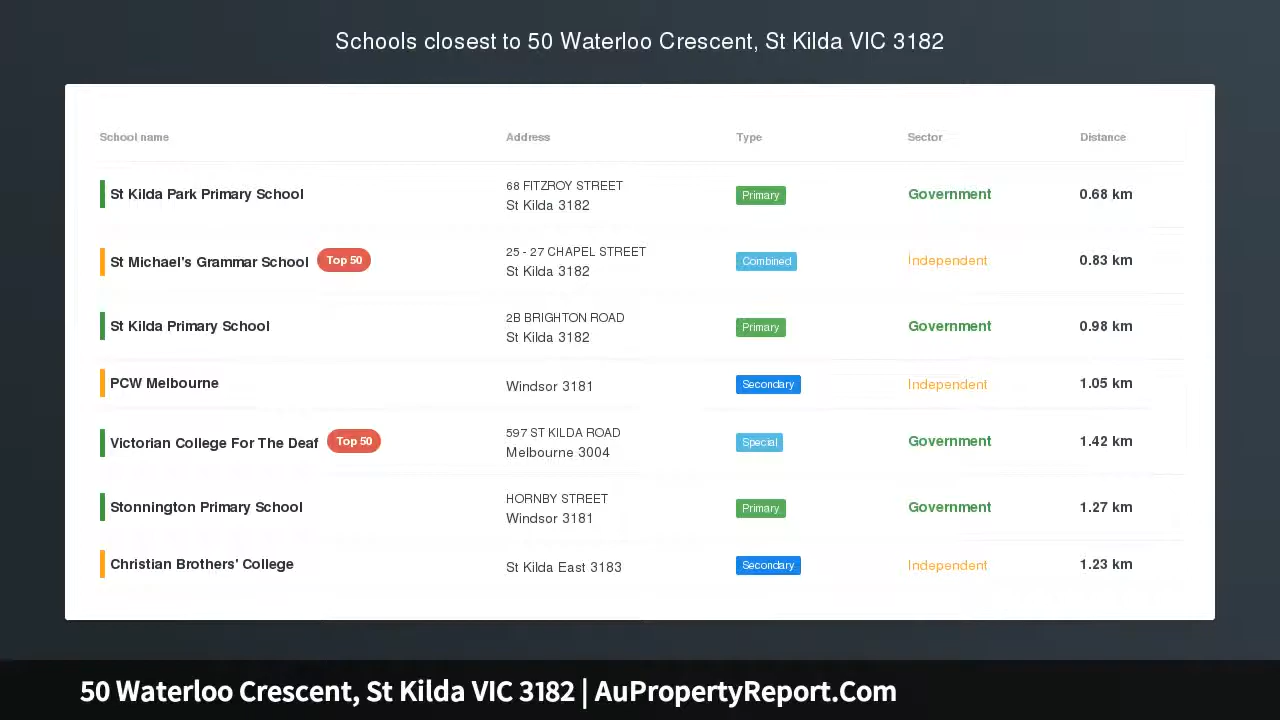 Schools closest to 50 Waterloo Crescent, St Kilda VIC 3182
School name Address Type Sector Distance
St Kilda Park Primary School 68 FITZROY STREET St Kilda 3182 Primary Government 0.68 km
St Michael's Grammar School Top 50 25 - 27 CHAPEL STREET St Kilda 3182 Combined Independent 0.83 km
St Kilda Primary School 2B BRIGHTON ROAD St Kilda 3182 Primary Government 0.98 km
PCW Melbourne Windsor 3181 Secondary Independent 1.05 km
Victorian College For The Deaf Top 50 597 ST KILDA ROAD Melbourne 3004 Special Government 1.42 km
Stonnington Primary School HORNBY STREET Windsor 3181 Primary Government 1.27 km
Christian Brothers' College St Kilda East 3183 Secondary Independent 1.23 km
50 Waterloo Crescent, St Kilda VIC 3182 | AuPropertyReport.Com